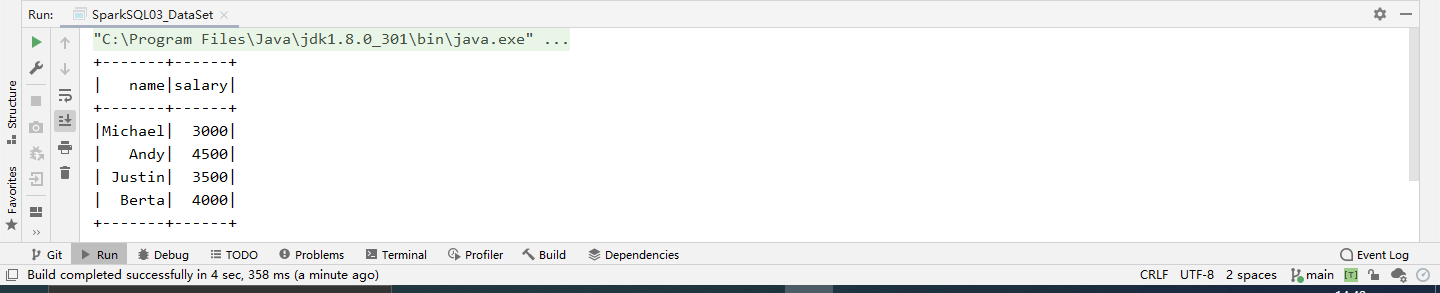 Run: SparkSQL03_DataSet
"C:\Program Files\Java\jdk1.8.0_301\bin\java.exe" ...
+-------+------+
|   name|salary|
+-------+------+
|Michael|  3000|
|   Andy|  4500|
| Justin|  3500|
|  Berta|  4000|
+-------+------+
Structure
Favorites
Git Run Debug TODO Problems Terminal Profiler Build Dependencies Event Log
Build completed successfully in 4 sec, 358 ms (a minute ago) CRLF UTF-8 2 spaces main [T]